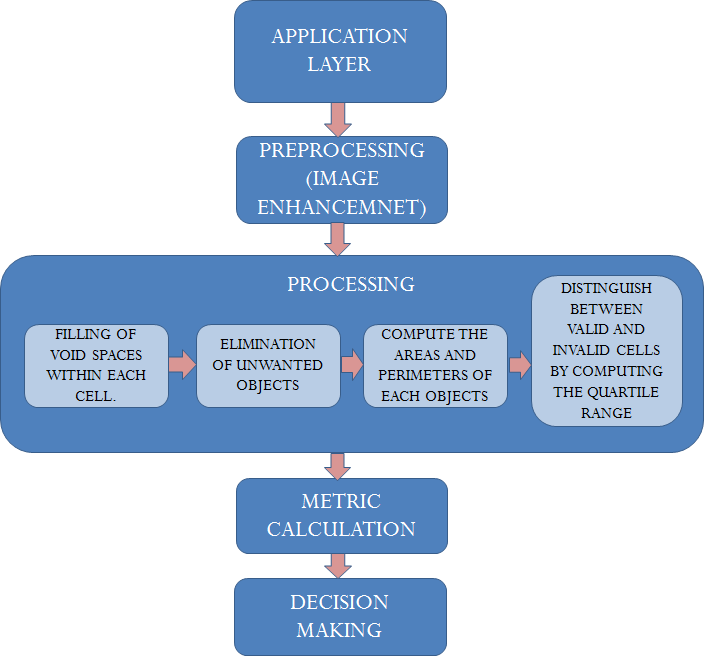 APPLICATION
LAYER
PREPROCESSING
(IMAGE
ENHANCEMNET)
PROCESSING
FILLING OF
VOID SPACES
WITHIN EACH
CELL.
ELIMINATION
OF UNWANTED
OBJECTS
COMPUTE THE
AREAS AND
PERIMETERS OF
EACH OBJECTS
DISTINGUISH
BETWEEN
VALID AND
INVALID CELLS
BY COMPUTING
THE QUARTILE
RANGE
METRIC
CALCULATION
DECISION
MAKING